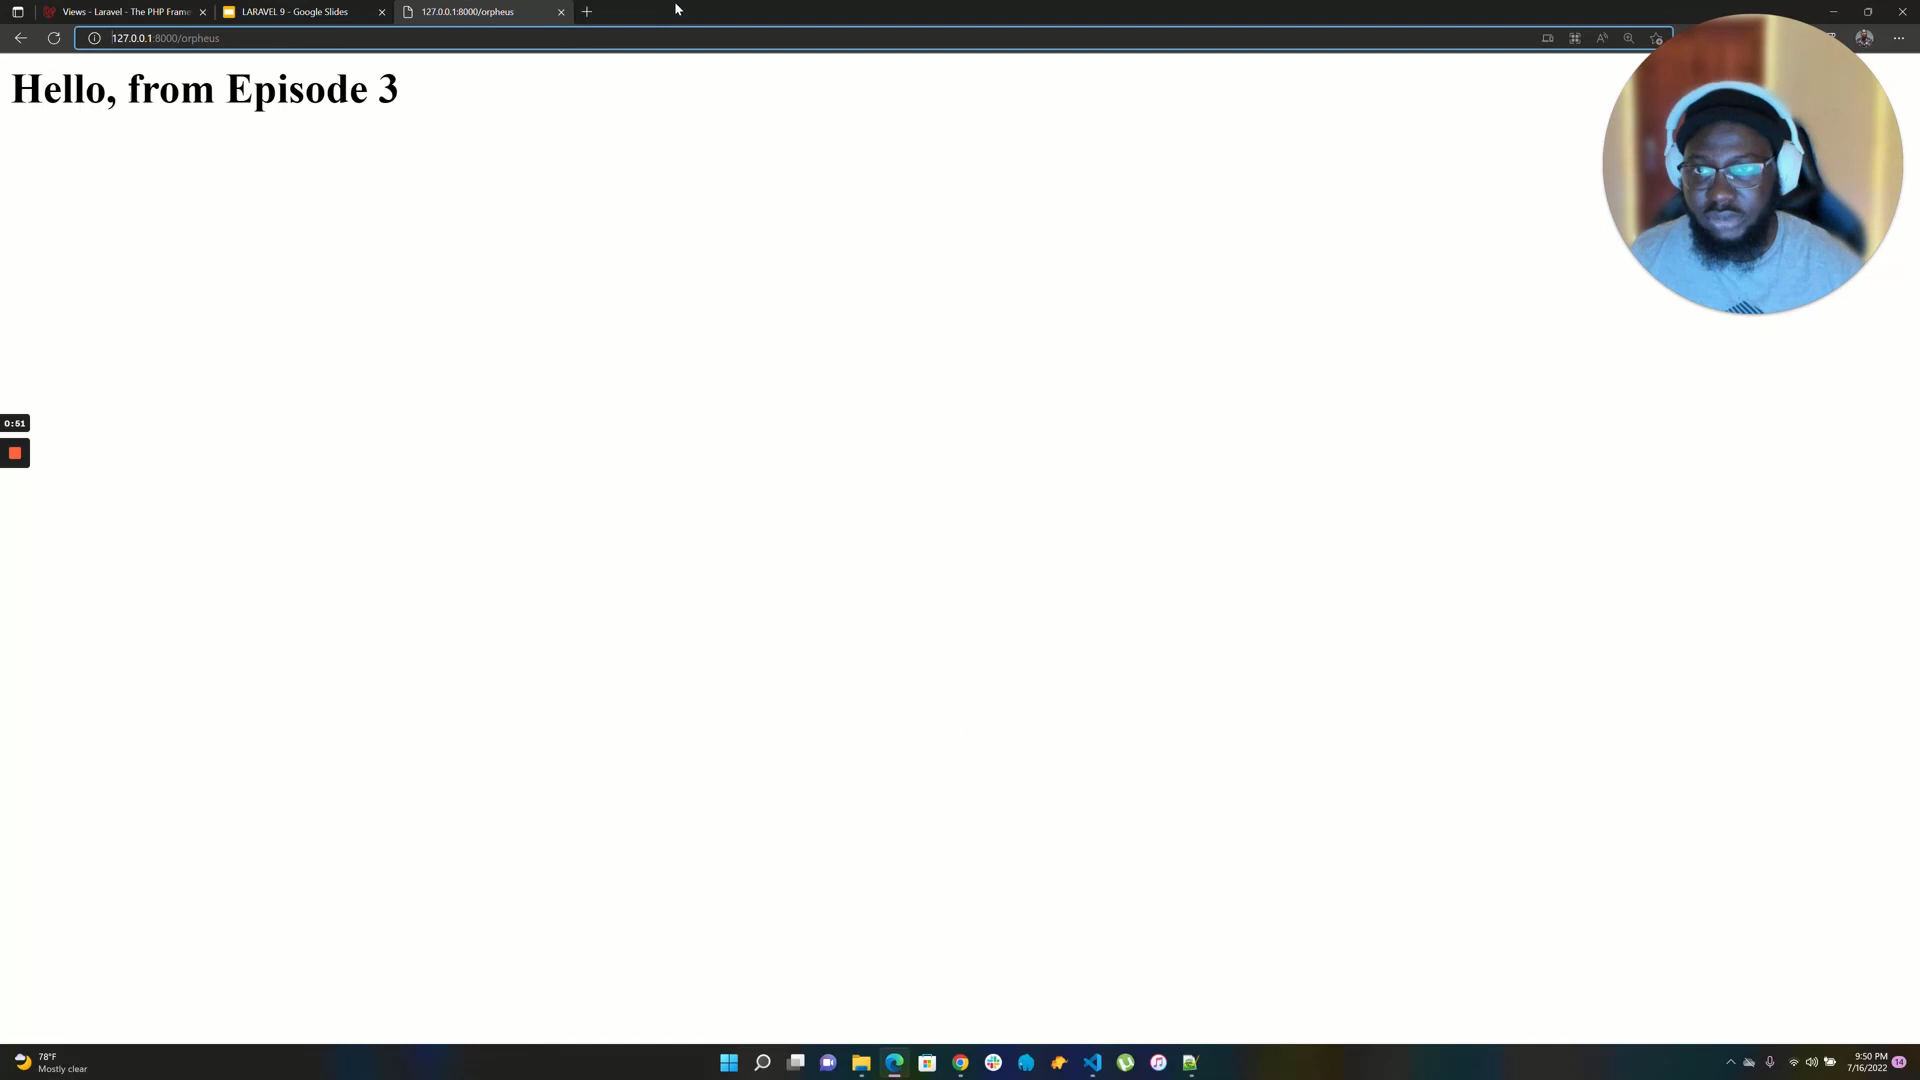 Views - Laravel - The PHP Frame
LARAVEL 9 - Google Slides
127.0.0.1:8000/orpheus
127.0.0.1:8000/orpheus
Hello, from Episode 3
0:51
78°F
Mostly clear
9:50 PM
7/16/2022
14